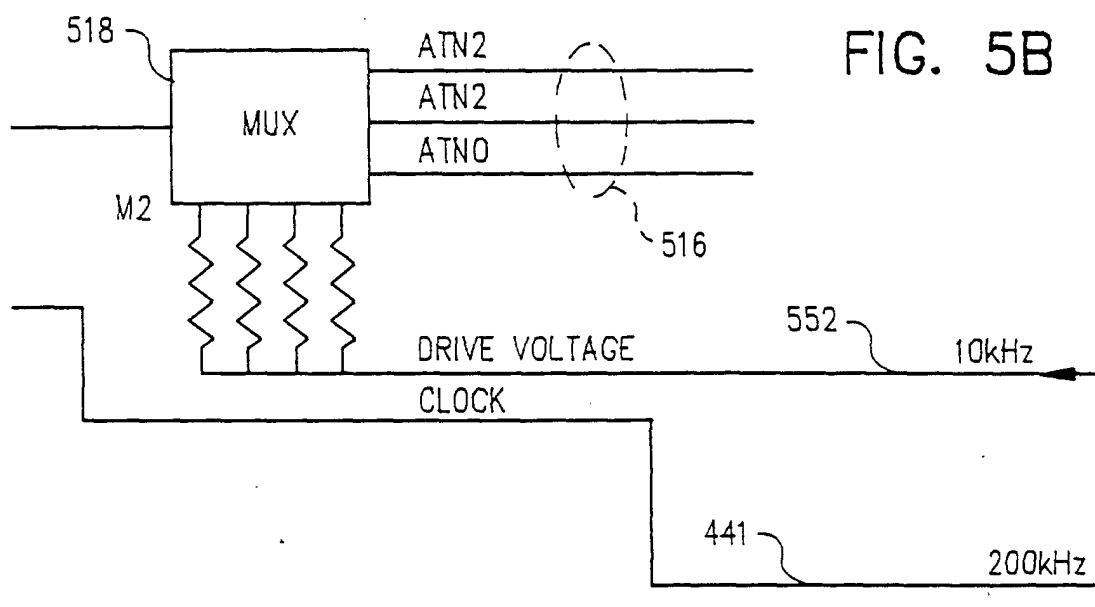 FIG. 5B
518
ATN2
ATN2
MUX
ATN0
M2
516
552
DRIVE VOLTAGE
10kHz
CLOCK
441
200kHz